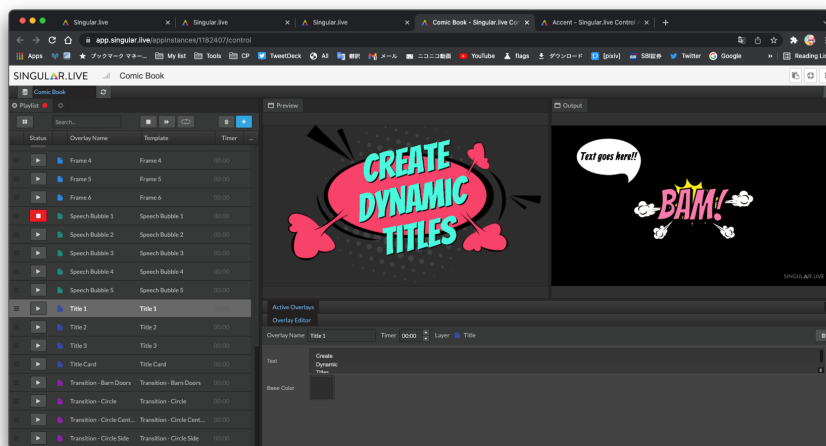 Singular.live
Singular.live
Singular.live
Comic Book - Singular.live Con
Accent - Singular.live Control
app.singular.live/appinstances/1182407/control
Apps
ブックマーク マネー...
My list
Tools
CP
TweetDeck
All
翻訳
メール
ニコニコ動画
YouTube
flags
ダウンロード
[pixiv]
SBI証券
Twitter
Google
»
Reading Lis
SINGULAR.LIVE
Comic Book
Comic Book
Playlist
Preview
Output
Search...
Status Overlay Name Template Timer ...
Frame 4 Frame 4 00:00
Frame 5 Frame 5 00:00
Frame 6 Frame 6 00:00
Speech Bubble 1 Speech Bubble 1 00:00
Speech Bubble 2 Speech Bubble 2 00:00
Speech Bubble 3 Speech Bubble 3 00:00
Speech Bubble 4 Speech Bubble 4 00:00
Speech Bubble 5 Speech Bubble 5 00:00
Title 1 Title 1 00:00
Title 2 Title 2 00:00
Title 3 Title 3 00:00
Title Card Title Card 00:00
Transition - Barn Doors Transition - Barn Doors 00:00
Transition - Circle Transition - Circle 00:00
Transition - Circle Cent... Transition - Circle Cent... 00:00
Transition - Circle Side Transition - Circle Side 00:00
CREATE
DYNAMIC
TITLES
Text goes here!!
BAM!
SINGULAR.LIVE
Active Overlays
Overlay Editor
Overlay Name Title 1 Timer 00:00 Layer Title
Text
Create
Dynamic
Titles
Base Color